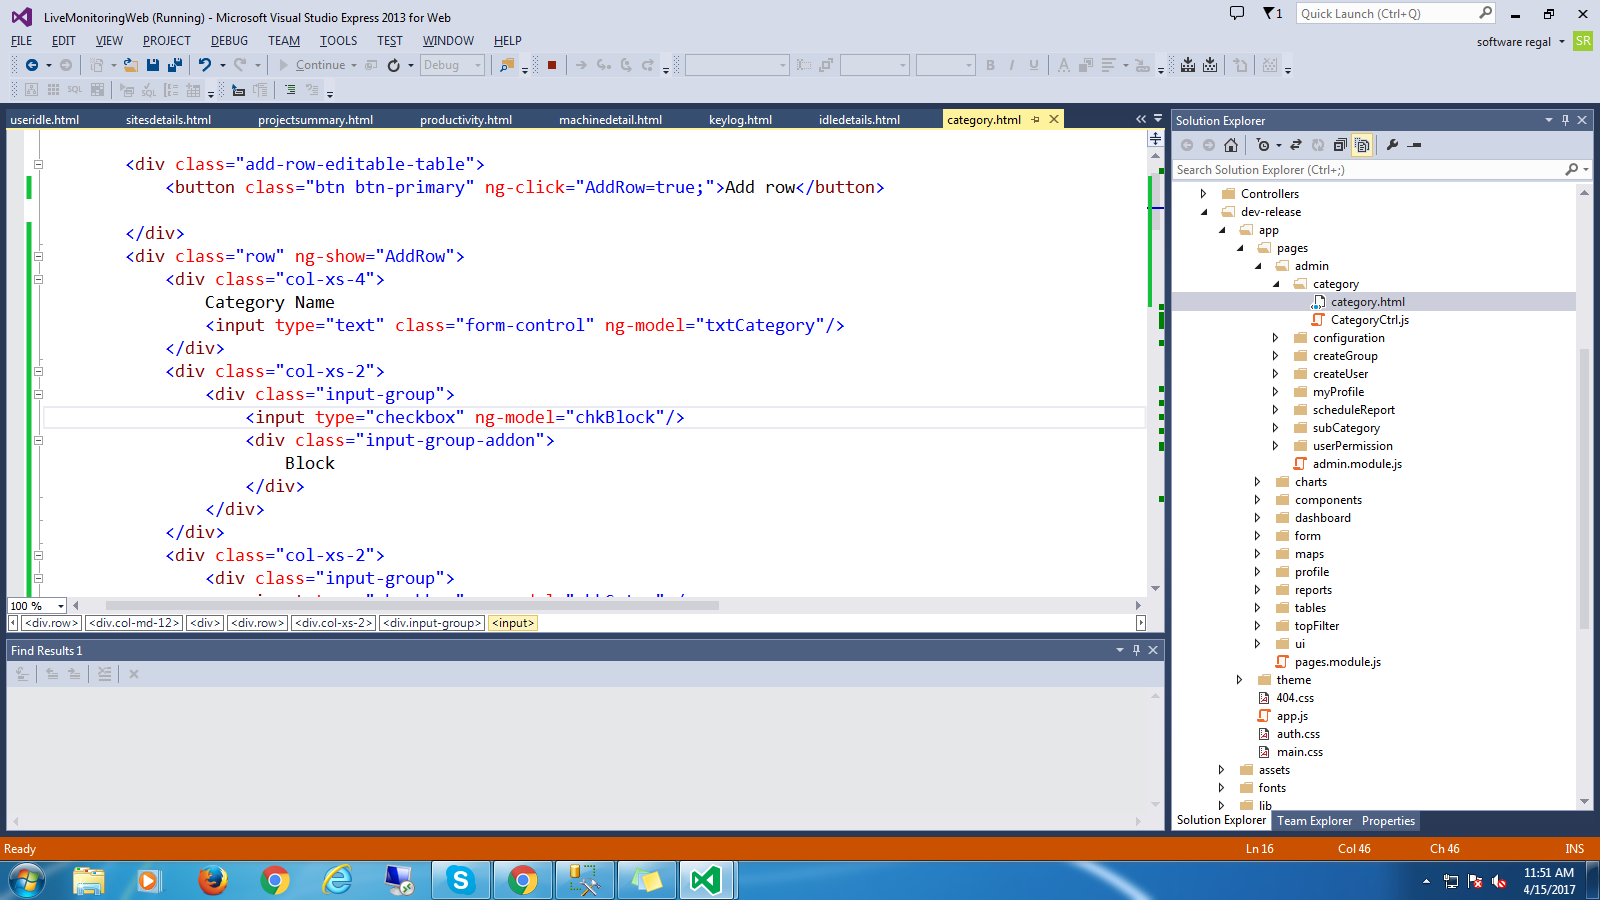 LiveMonitoringWeb (Running) - Microsoft Visual Studio Express 2013 for Web
1
Quick Launch (Ctrl+Q)
FILE EDIT VIEW PROJECT DEBUG TEAM TOOLS TEST WINDOW HELP
software regal SR
Continue Debug
SQL SQL
B I U A
useridle.html sitesdetails.html projectsummary.html productivity.html machinedetail.html keylog.html idledetails.html category.html
<div class="add-row-editable-table">
<button class="btn btn-primary" ng-click="AddRow=true;">Add row</button>
</div>
<div class="row" ng-show="AddRow">
<div class="col-xs-4">
Category Name
<input type="text" class="form-control" ng-model="txtCategory"/>
</div>
<div class="col-xs-2">
<div class="input-group">
<input type="checkbox" ng-model="chkBlock"/>
<div class="input-group-addon">
Block
</div>
</div>
</div>
<div class="col-xs-2">
<div class="input-group">
100 %
<div.row> <div.col-md-12> <div> <div.row> <div.col-xs-2> <div.input-group> <input>
Find Results 1
Solution Explorer
Search Solution Explorer (Ctrl+;)
Controllers
dev-release
app
pages
admin
category
category.html
CategoryCtrl.js
configuration
createGroup
createUser
myProfile
scheduleReport
subCategory
userPermission
admin.module.js
charts
components
dashboard
form
maps
profile
reports
tables
topFilter
ui
pages.module.js
theme
404.css
app.js
auth.css
main.css
assets
fonts
lib
Solution Explorer Team Explorer Properties
Ready Ln 16 Col 46 Ch 46 INS
11:51 AM
4/15/2017